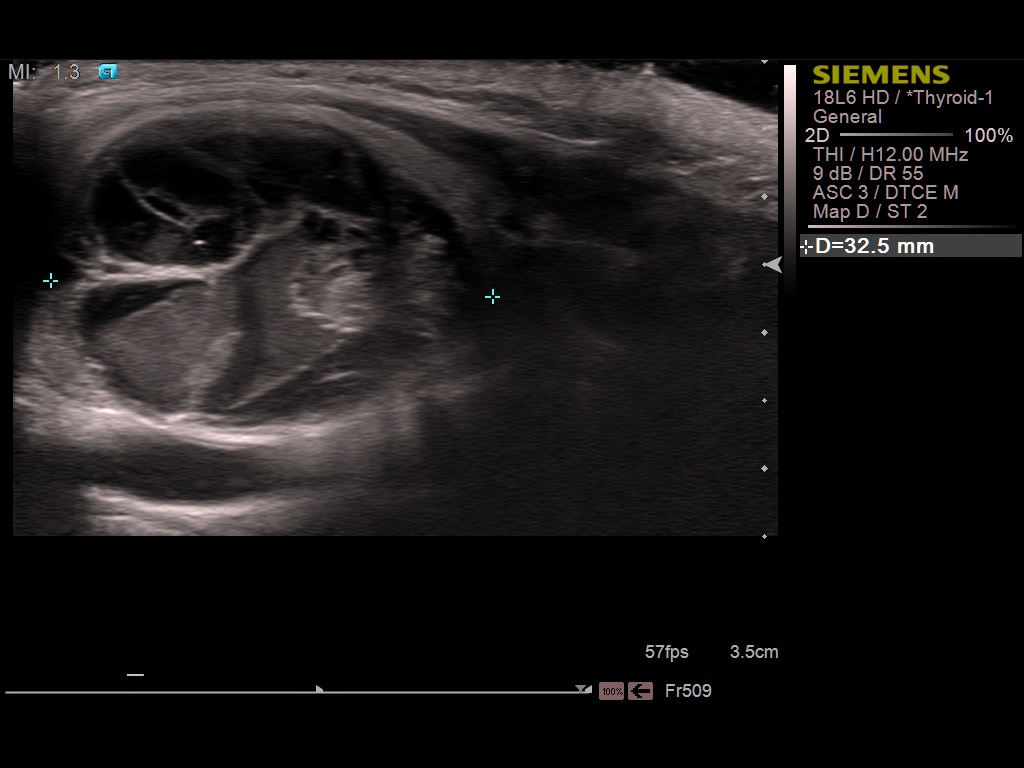 MI: 1.3
SIEMENS
18L6 HD / *Thyroid-1
General
2D 100%
THI / H12.00 MHz
9 dB / DR 55
ASC 3 / DTCE M
Map D / ST 2
D=32.5 mm
57fps 3.5cm
100% Fr509